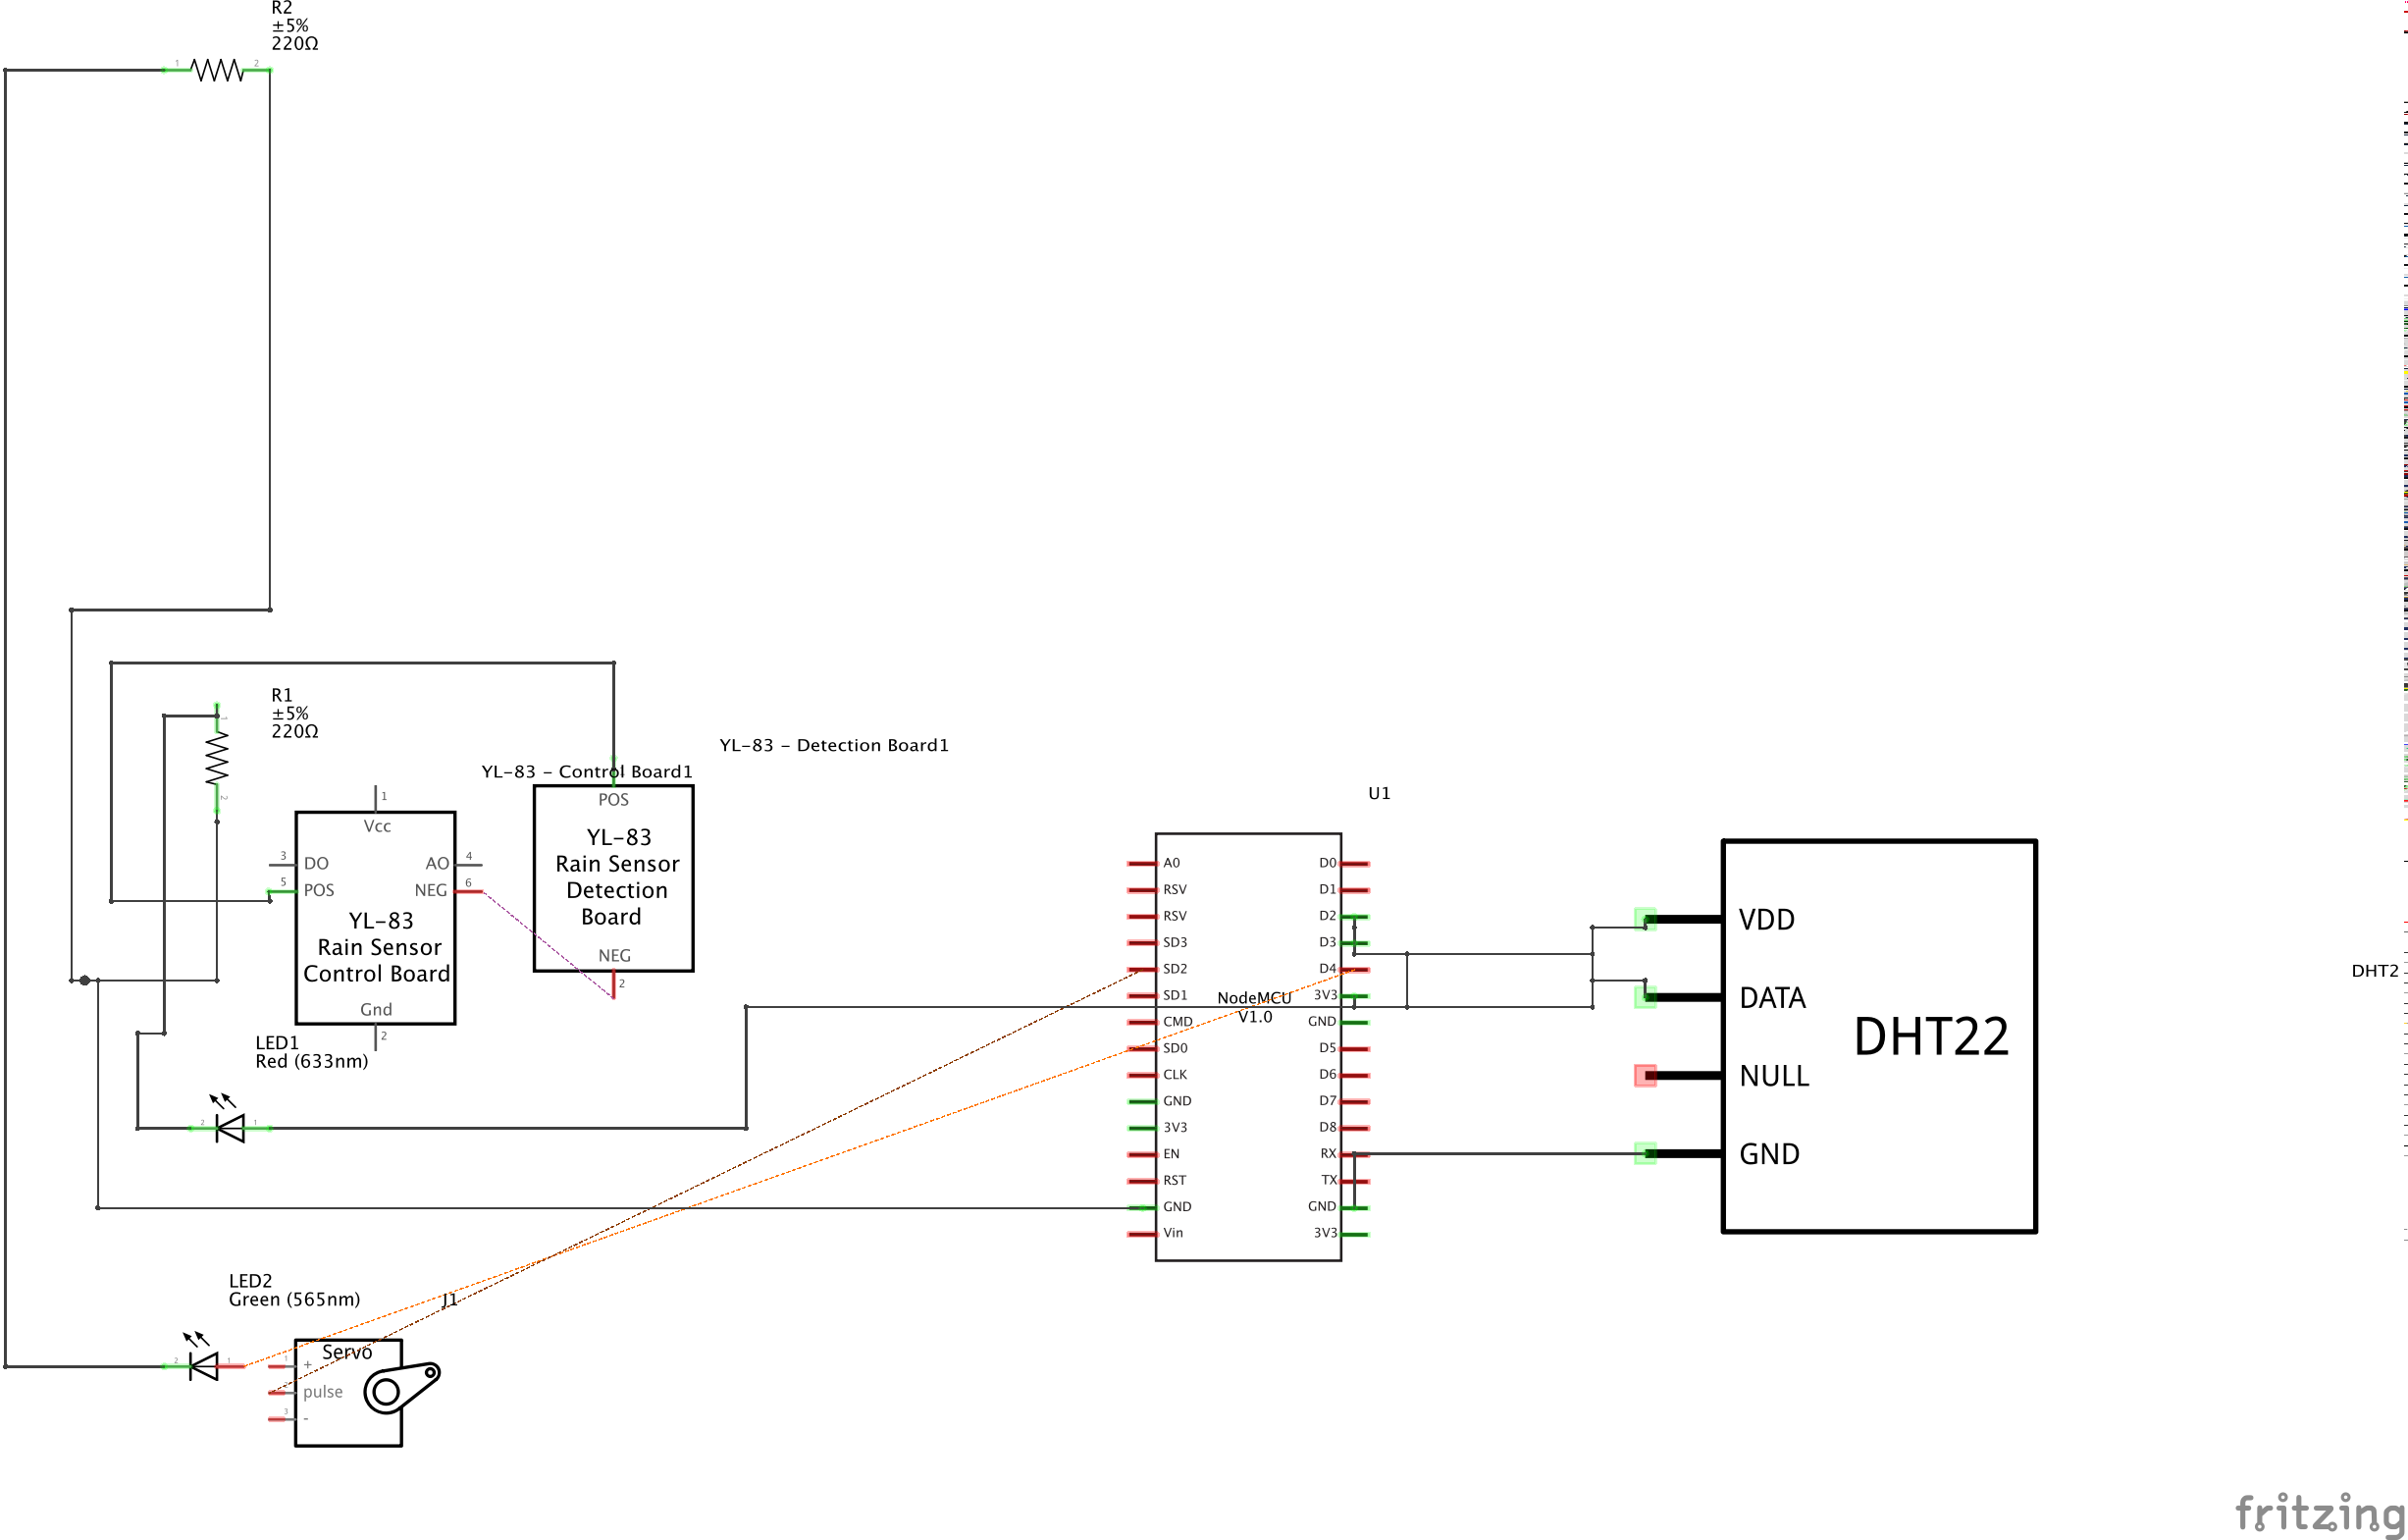 R2
±5%
220Ω
1
2
R1
±5%
220Ω
1
2
YL-83 - Detection Board1
YL-83 - Control Board1
POS
YL-83
Rain Sensor
Detection
Board
NEG
2
1
Vcc
3
DO
AO
4
5
POS
NEG
6
YL-83
Rain Sensor
Control Board
Gnd
2
LED1
Red (633nm)
2
1
U1
A0
D0
RSV
D1
RSV
D2
SD3
D3
SD2
D4
SD1
3V3
NodeMCU
V1.0
CMD
GND
SD0
D5
CLK
D6
GND
D7
3V3
D8
EN
RX
RST
TX
GND
GND
Vin
3V3
VDD
DATA
DHT22
NULL
GND
DHT2
LED2
Green (565nm)
2
1
J1
Servo
1
+
pulse
3
-
fritzing